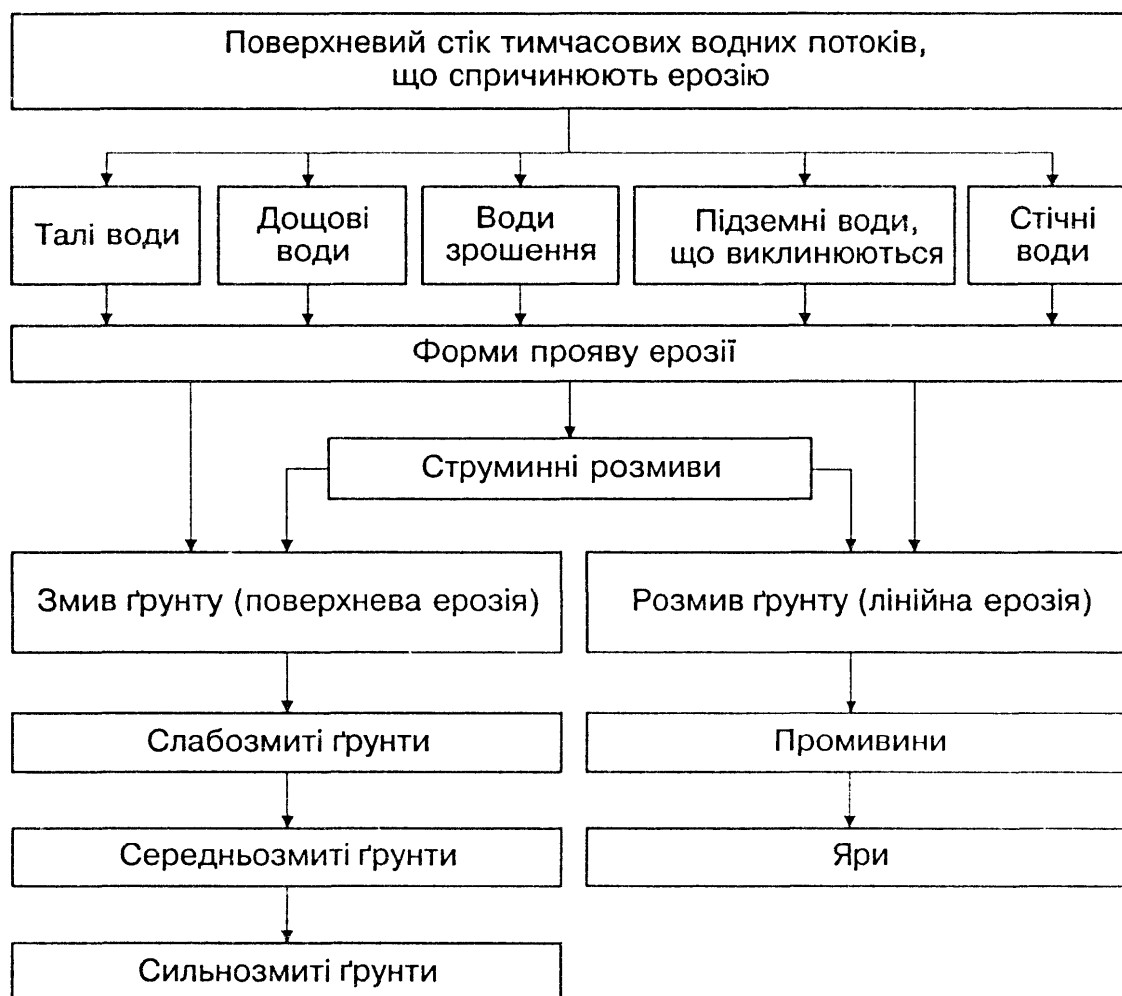 Поверхневий стік тимчасових водних потоків,
що спричинюють ерозію
Талі води
Дощові
води
Води
зрошення
Підземні води,
що виклинюються
Стічні
води
Форми прояву ерозії
Струминні розмиви
Змив ґрунту (поверхнева ерозія)
Розмив ґрунту (лінійна ерозія)
Слабозмиті ґрунти
Промивини
Середньозмиті ґрунти
Яри
Сильнозмиті ґрунти